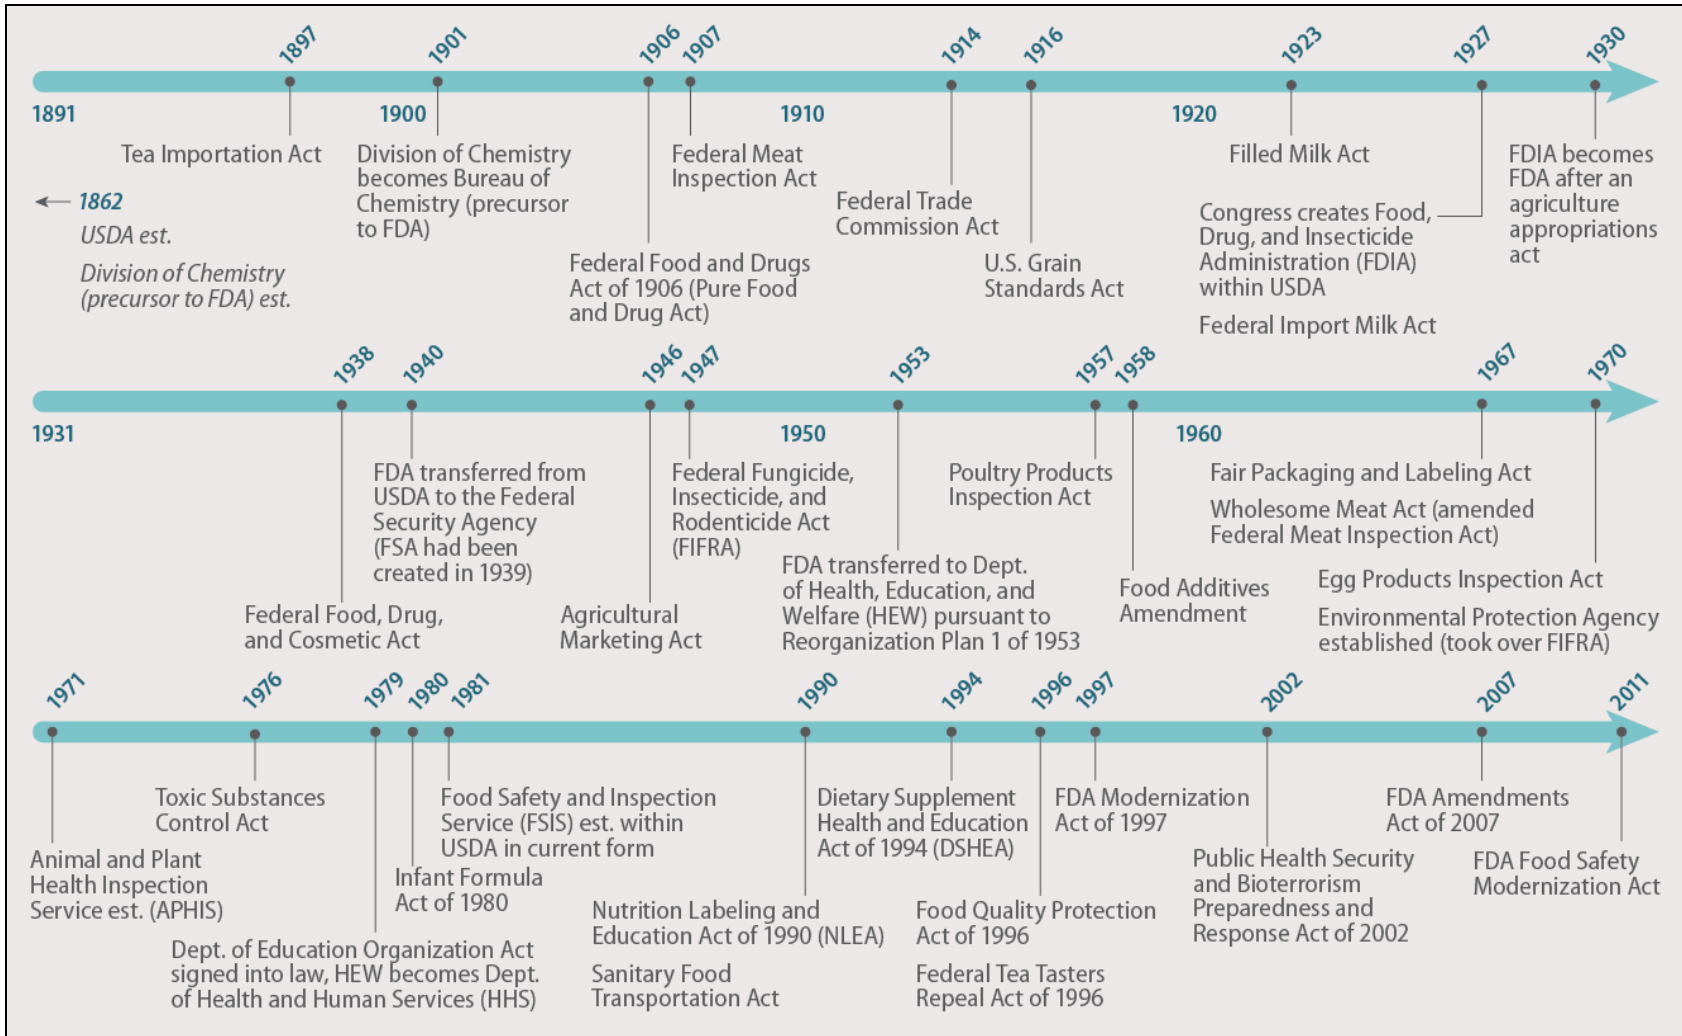 1897
1901
1906
1907
1914
1916
1923
1927
1930
1891
1900
1910
1920
Tea Importation Act
1862
USDA est.
Division of Chemistry
(precursor to FDA) est.
Division of Chemistry
becomes Bureau of
Chemistry (precursor
to FDA)
Federal Food and Drugs
Act of 1906 (Pure Food
and Drug Act)
Federal Meat
Inspection Act
Federal Trade
Commission Act
U.S. Grain
Standards Act
Filled Milk Act
Congress creates Food,
Drug, and Insecticide
Administration (FDIA)
within USDA
Federal Import Milk Act
FDIA becomes
FDA after an
agriculture
appropriations
act
1938
1940
1946
1947
1953
1957
1958
1967
1970
1931
1950
1960
Federal Food, Drug,
and Cosmetic Act
FDA transferred from
USDA to the Federal
Security Agency
(FSA had been
created in 1939)
Agricultural
Marketing Act
Federal Fungicide,
Insecticide, and
Rodenticide Act
(FIFRA)
FDA transferred to Dept.
of Health, Education, and
Welfare (HEW) pursuant to
Reorganization Plan 1 of 1953
Poultry Products
Inspection Act
Food Additives
Amendment
Fair Packaging and Labeling Act
Wholesome Meat Act (amended
Federal Meat Inspection Act)
Egg Products Inspection Act
Environmental Protection Agency
established (took over FIFRA)
1971
1976
1979
1980
1981
1990
1994
1996
1997
2002
2007
2011
Animal and Plant
Health Inspection
Service est. (APHIS)
Toxic Substances
Control Act
Dept. of Education Organization Act
signed into law, HEW becomes Dept.
of Health and Human Services (HHS)
Infant Formula
Act of 1980
Food Safety and Inspection
Service (FSIS) est. within
USDA in current form
Nutrition Labeling and
Education Act of 1990 (NLEA)
Sanitary Food
Transportation Act
Dietary Supplement
Health and Education
Act of 1994 (DSHEA)
Food Quality Protection
Act of 1996
Federal Tea Tasters
Repeal Act of 1996
FDA Modernization
Act of 1997
Public Health Security
and Bioterrorism
Preparedness and
Response Act of 2002
FDA Amendments
Act of 2007
FDA Food Safety
Modernization Act